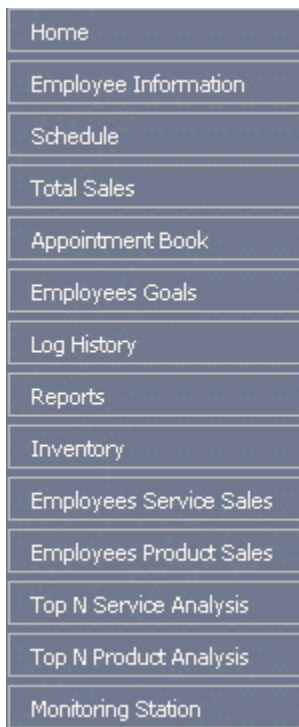 Home
Employee Information
Schedule
Total Sales
Appointment Book
Employees Goals
Log History
Reports
Inventory
Employees Service Sales
Employees Product Sales
Top N Service Analysis
Top N Product Analysis
Monitoring Station